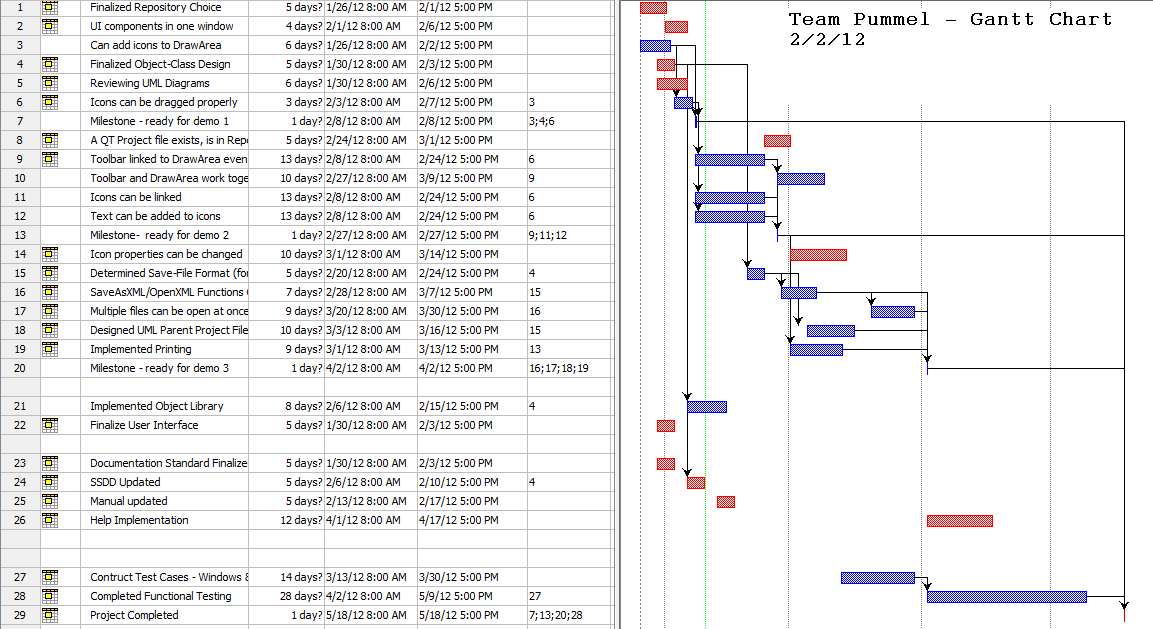 Team Pummel - Gantt Chart
2/2/12
1 Finalized Repository Choice 5 days? 1/26/12 8:00 AM 2/1/12 5:00 PM
2 UI components in one window 4 days? 2/1/12 8:00 AM 2/6/12 5:00 PM
3 Can add icons to DrawArea 6 days? 1/26/12 8:00 AM 2/2/12 5:00 PM
4 Finalized Object-Class Design 5 days? 1/30/12 8:00 AM 2/3/12 5:00 PM
5 Reviewing UML Diagrams 6 days? 1/30/12 8:00 AM 2/6/12 5:00 PM
6 Icons can be dragged properly 3 days? 2/3/12 8:00 AM 2/7/12 5:00 PM 3
7 Milestone - ready for demo 1 1 day? 2/8/12 8:00 AM 2/8/12 5:00 PM 3;4;6
8 A QT Project file exists, is in Repo 5 days? 2/24/12 8:00 AM 3/1/12 5:00 PM
9 Toolbar linked to DrawArea even 13 days? 2/8/12 8:00 AM 2/24/12 5:00 PM 6
10 Toolbar and DrawArea work toge 10 days? 2/27/12 8:00 AM 3/9/12 5:00 PM 9
11 Icons can be linked 13 days? 2/8/12 8:00 AM 2/24/12 5:00 PM 6
12 Text can be added to icons 13 days? 2/8/12 8:00 AM 2/24/12 5:00 PM 6
13 Milestone- ready for demo 2 1 day? 2/27/12 8:00 AM 2/27/12 5:00 PM 9;11;12
14 Icon properties can be changed 10 days? 3/1/12 8:00 AM 3/14/12 5:00 PM
15 Determined Save-File Format (for 5 days? 2/20/12 8:00 AM 2/24/12 5:00 PM 4
16 SaveAsXML/OpenXML Functions 7 days? 2/28/12 8:00 AM 3/7/12 5:00 PM 15
17 Multiple files can be open at once 9 days? 3/20/12 8:00 AM 3/30/12 5:00 PM 16
18 Designed UML Parent Project File 10 days? 3/3/12 8:00 AM 3/16/12 5:00 PM 15
19 Implemented Printing 9 days? 3/1/12 8:00 AM 3/13/12 5:00 PM 13
20 Milestone - ready for demo 3 1 day? 4/2/12 8:00 AM 4/2/12 5:00 PM 16;17;18;19
21 Implemented Object Library 8 days? 2/6/12 8:00 AM 2/15/12 5:00 PM 4
22 Finalize User Interface 5 days? 1/30/12 8:00 AM 2/3/12 5:00 PM
23 Documentation Standard Finalize 5 days? 1/30/12 8:00 AM 2/3/12 5:00 PM
24 SSDD Updated 5 days? 2/6/12 8:00 AM 2/10/12 5:00 PM 4
25 Manual updated 5 days? 2/13/12 8:00 AM 2/17/12 5:00 PM
26 Help Implementation 12 days? 4/1/12 8:00 AM 4/17/12 5:00 PM
27 Contruct Test Cases - Windows & 14 days? 3/13/12 8:00 AM 3/30/12 5:00 PM
28 Completed Functional Testing 28 days? 4/2/12 8:00 AM 5/9/12 5:00 PM 27
29 Project Completed 1 day? 5/18/12 8:00 AM 5/18/12 5:00 PM 7;13;20;28